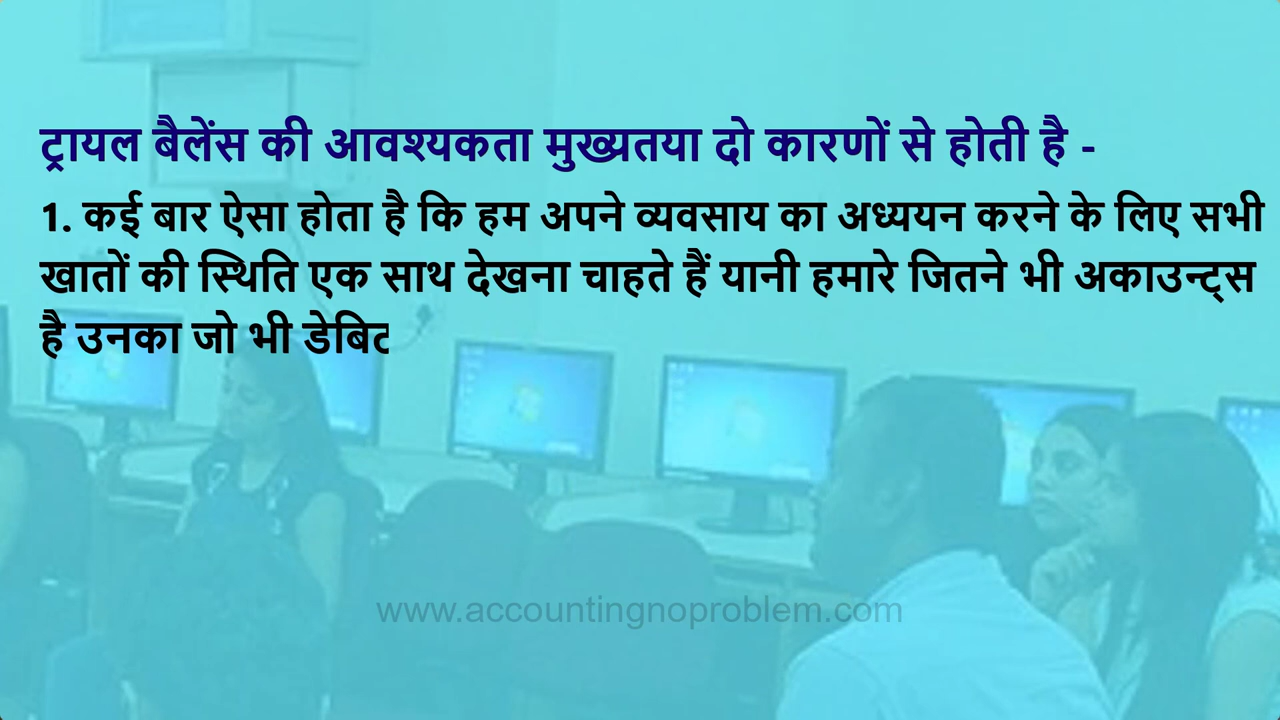 ट्रायल बैलेंस की आवश्यकता मुख्यतया दो कारणों से होती है -
1. कई बार ऐसा होता है कि हम अपने व्यवसाय का अध्ययन करने के लिए सभी
खातों की स्थिति एक साथ देखना चाहते हैं यानी हमारे जितने भी अकाउन्ट्स
है उनका जो भी डेबिट
www.accountingnoproblem.com